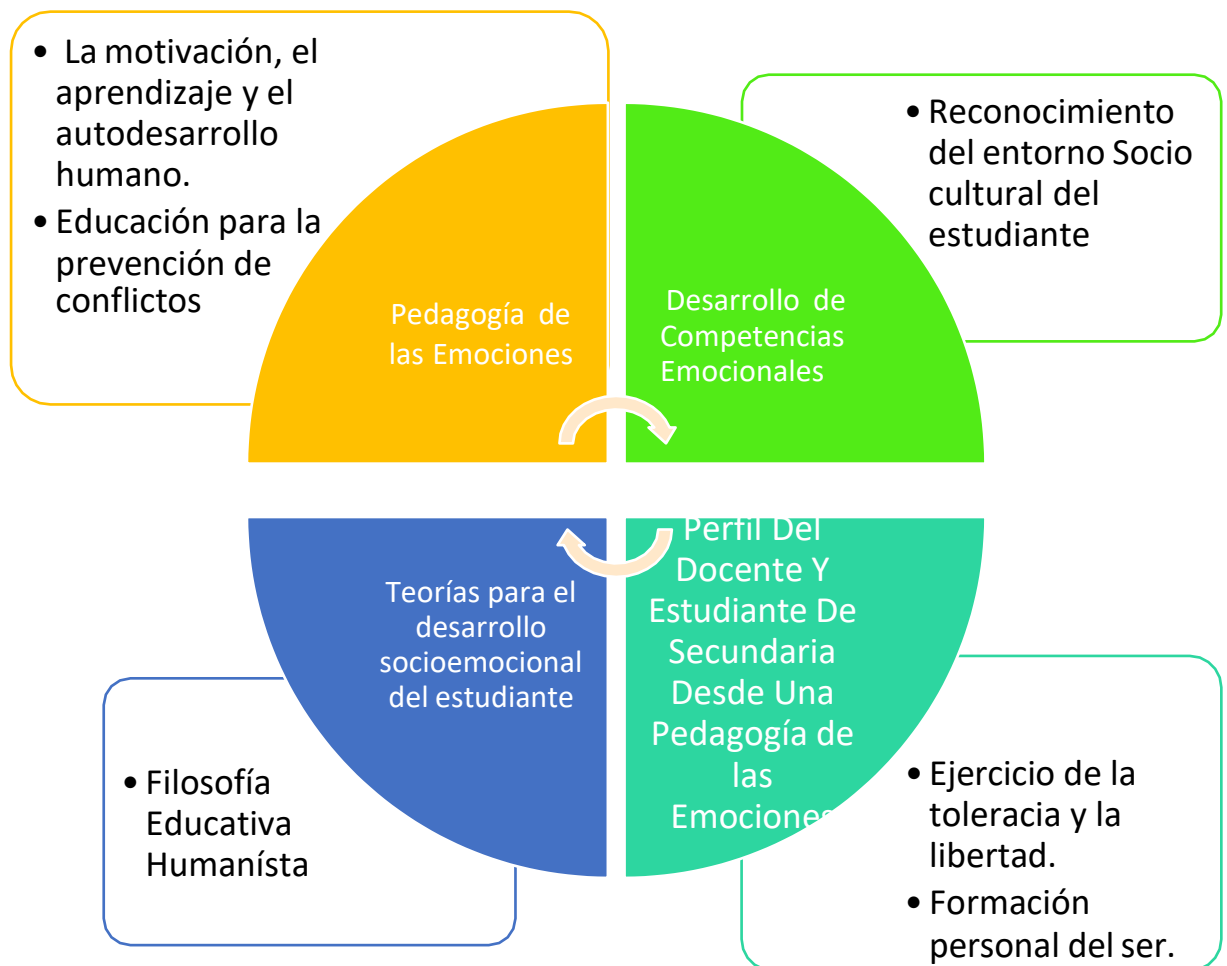 • La motivación, el
aprendizaje y el
autodesarrollo
humano.
• Educación para la
prevención de
conflictos
• Reconocimiento
del entorno Socio
cultural del
estudiante
Pedagogía de
las Emociones
Desarrollo de
Competencias
Emocionales
Teorías para el
desarrollo
socioemocional
del estudiante
Perfil Del
Docente Y
Estudiante De
Secundaria
Desde Una
Pedagogía de
las
Emociones
• Filosofía
Educativa
Humanísta
• Ejercicio de la
toleracia y la
libertad.
• Formación
personal del ser.